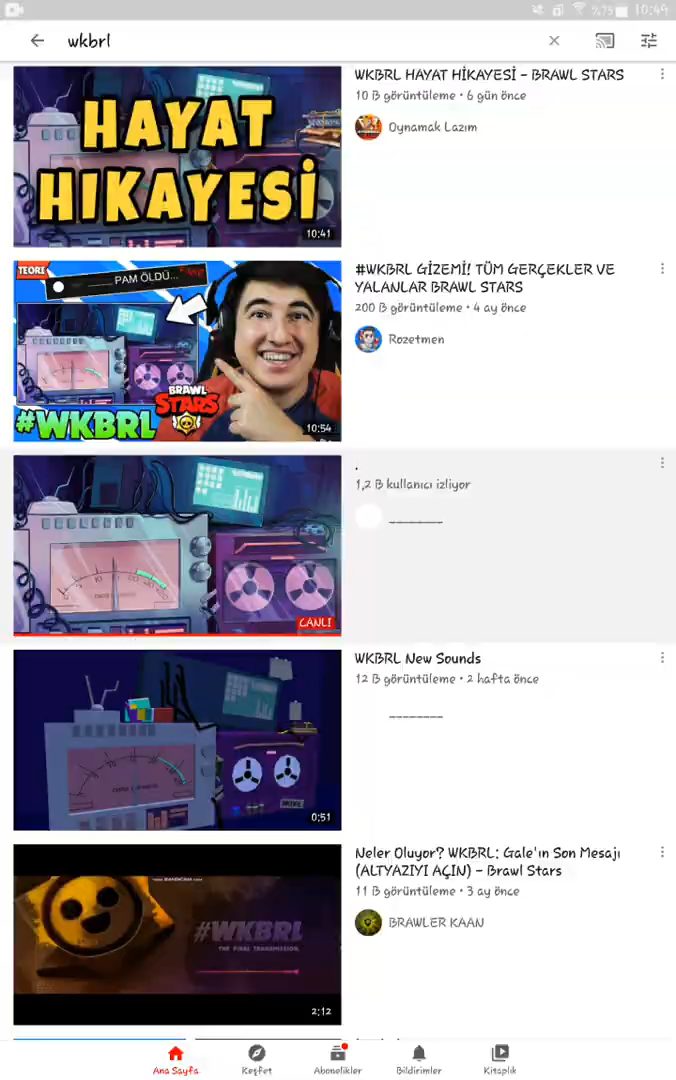 %75 10:49
wkbrl
HAYAT
HIKAYESİ
10:41
WKBRL HAYAT HİKAYESİ - BRAWL STARS
10 B görüntüleme • 6 gün önce
Oynamak Lazım
TEORİ
PAM ÖLDÜ...
BRAWL
STARS
#WKBRL
10:54
#WKBRL GİZEMİ! TÜM GERÇEKLER VE
YALANLAR BRAWL STARS
200 B görüntüleme • 4 ay önce
Rozetmen
CANLI
.
1,2 B kullanıcı izliyor
________
0:51
WKBRL New Sounds
12 B görüntüleme • 2 hafta önce
________
#WKBRL
THE FINAL TRANSMISSION
2:12
Neler Oluyor? WKBRL: Gale'ın Son Mesajı
(ALTYAZIYI AÇIN) - Brawl Stars
11 B görüntüleme • 3 ay önce
BRAWLER KAAN
Ana Sayfa
Keşfet
Abonelikler
Bildirimler
Kitaplık